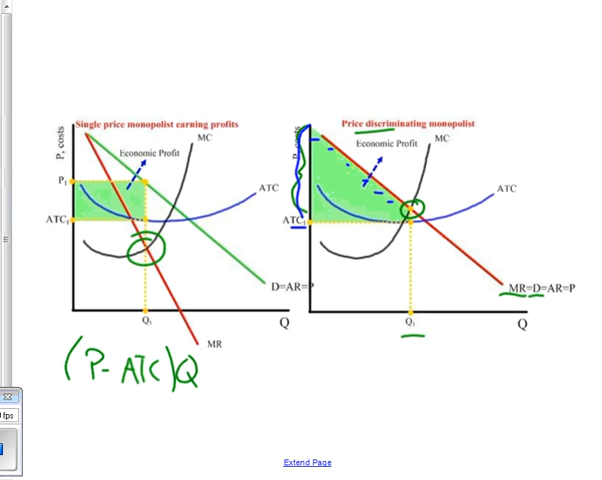 Single price monopolist earning profits
P, costs
MC
Economic Profit
P1
ATC
ATC1
D=AR=P
Q1
Q
MR
(P- ATC)Q
Price discriminating monopolist
P, costs
MC
Economic Profit
ATC
ATC1
MR=D=AR=P
Q1
Q
fps
Extend Page